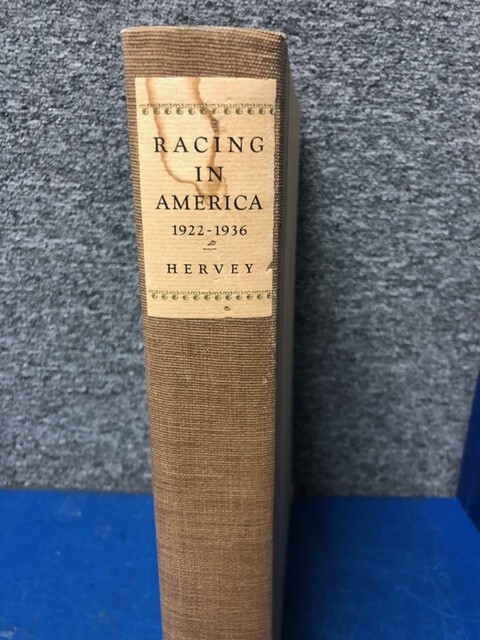 RACING
IN
AMERICA
1922-1936
HERVEY